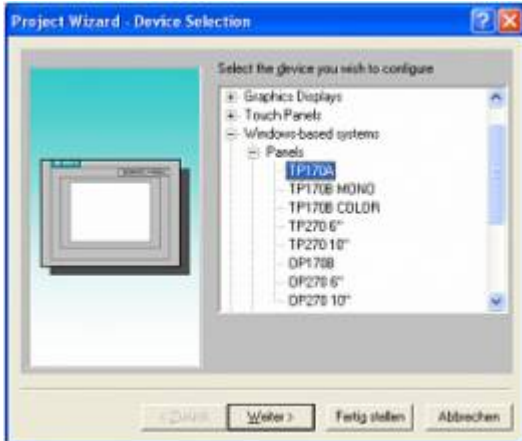 Project Wizard - Device Selection
Select the device you wish to configure
Graphics Displays
Touch Panels
Windows-based systems
Panels
TP170A
TP170B MONO
TP170B COLOR
TP270 6"
TP270 10"
OP170B
OP270 6"
OP270 10"
< Zurück
Weiter >
Fertig stellen
Abbrechen